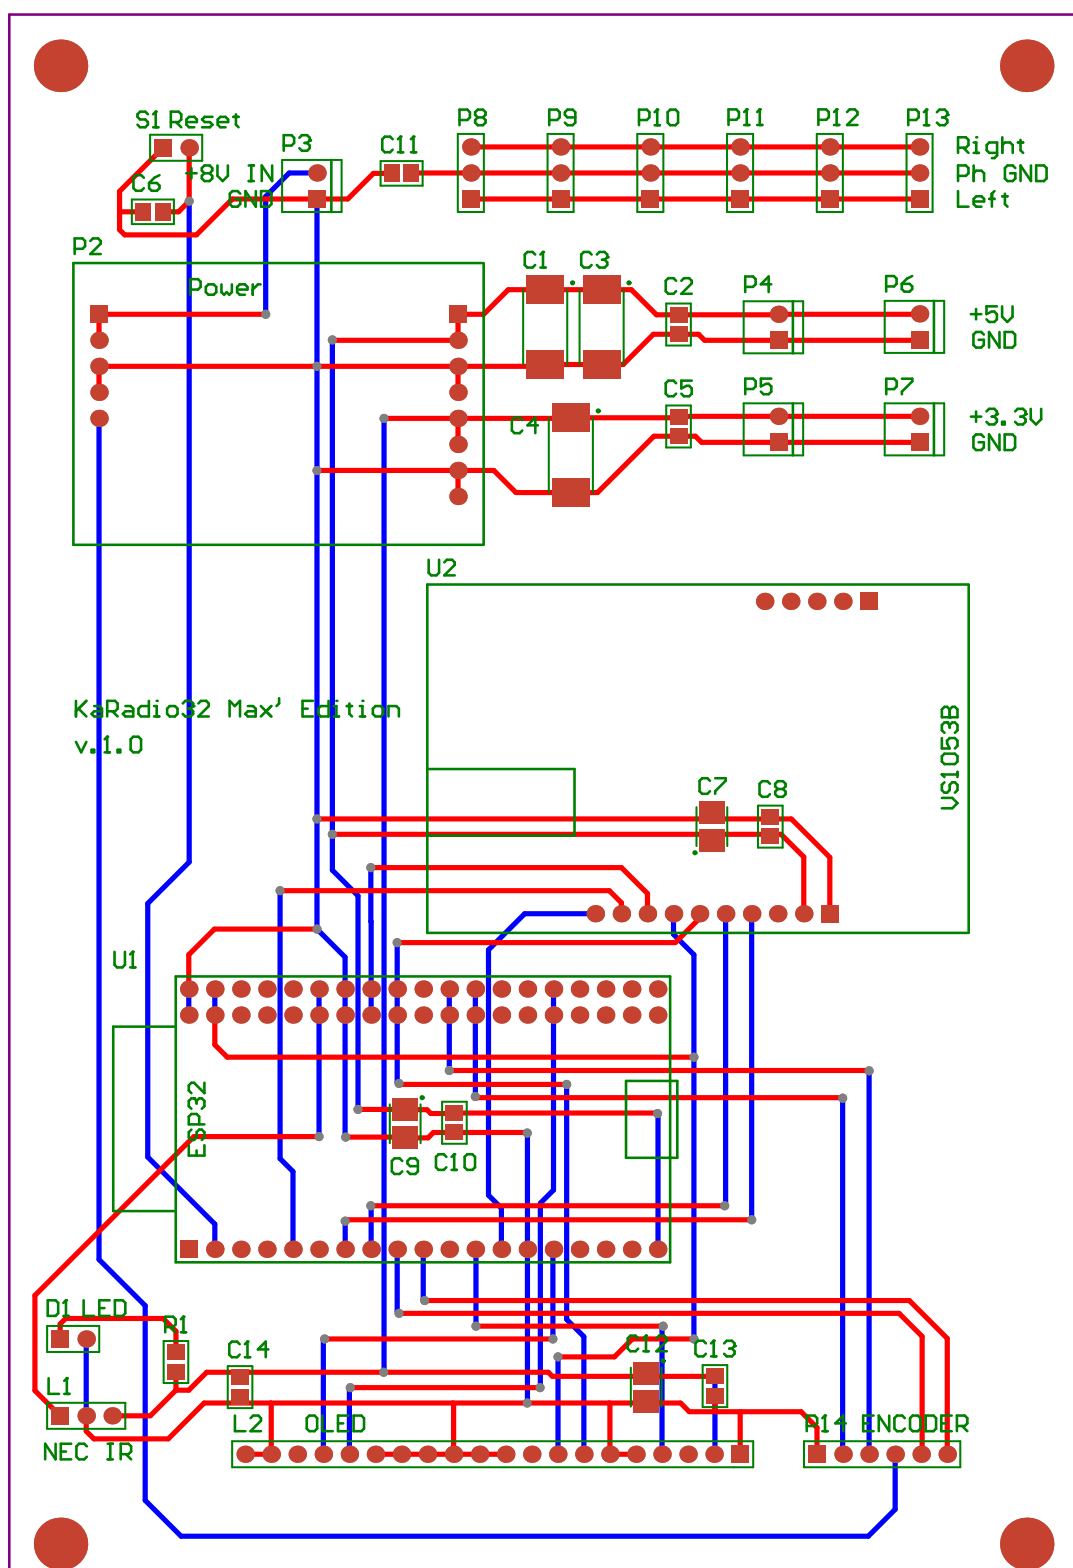 S1 Reset
P3
C11
P8
P9
P10
P11
P12
P13
Right
+8V IN
Ph GND
C6
GND
Left
P2
Power
C1
C3
C2
P4
P6
+5V
GND
C5
P5
P7
C4
+3.3V
GND
U2
KaRadio32 Max' Edition
v.1.0
VS1053B
C7
C8
U1
ESP32
C9
C10
D1 LED
R1
C14
C12
C13
L1
L2
OLED
P14 ENCODER
NEC IR